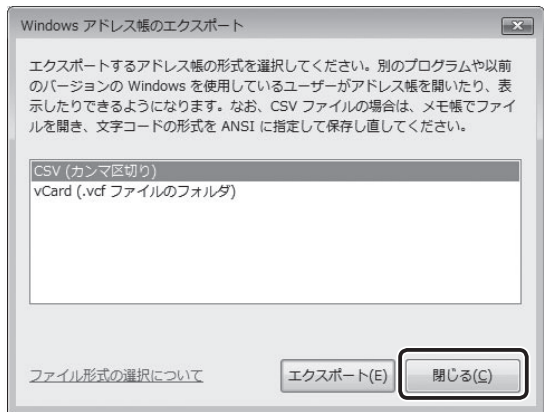 Windows アドレス帳のエクスポート
エクスポートするアドレス帳の形式を選択してください。別のプログラムや以前
のバージョンの Windows を使用しているユーザーがアドレス帳を開いたり、表
示したりできるようになります。なお、CSV ファイルの場合は、メモ帳でファイ
ルを開き、文字コードの形式を ANSI に指定して保存し直してください。
CSV (カンマ区切り)
vCard (.vcf ファイルのフォルダ)
ファイル形式の選択について
エクスポート(E)
閉じる(C)